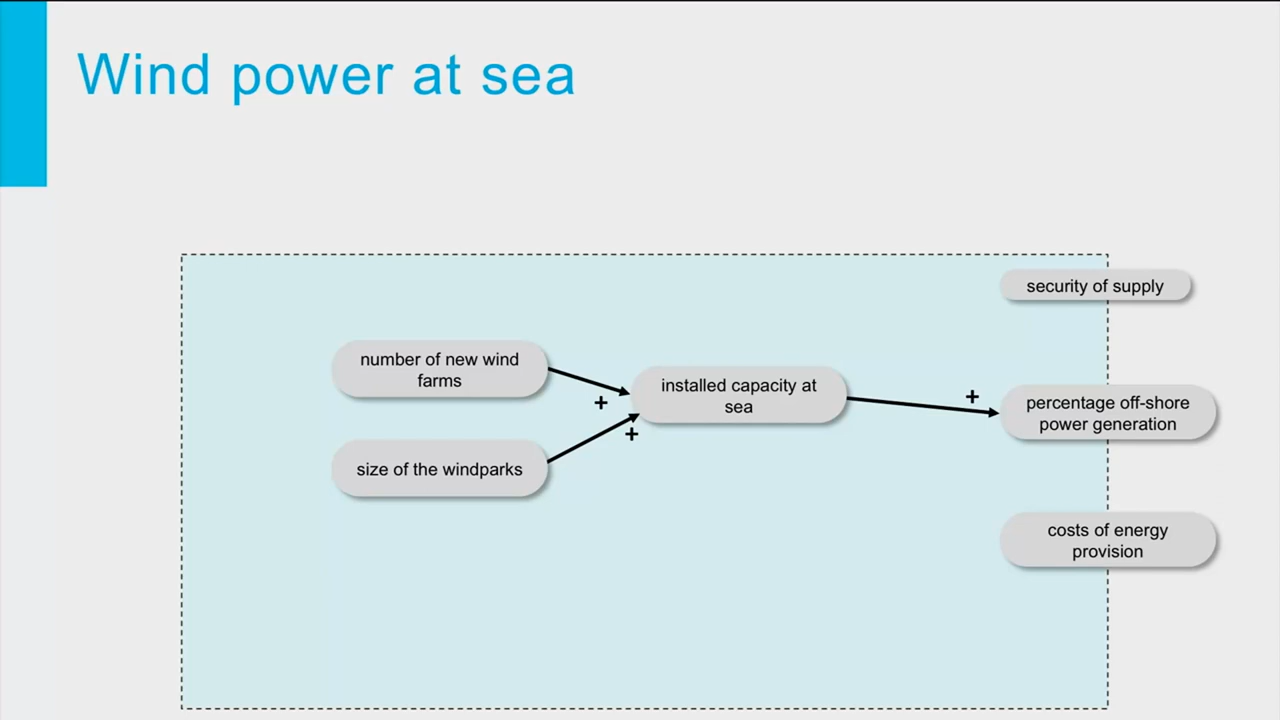 Wind power at sea
security of supply
number of new wind
farms
+
installed capacity at
sea
+
percentage off-shore
power generation
size of the windparks
+
costs of energy
provision